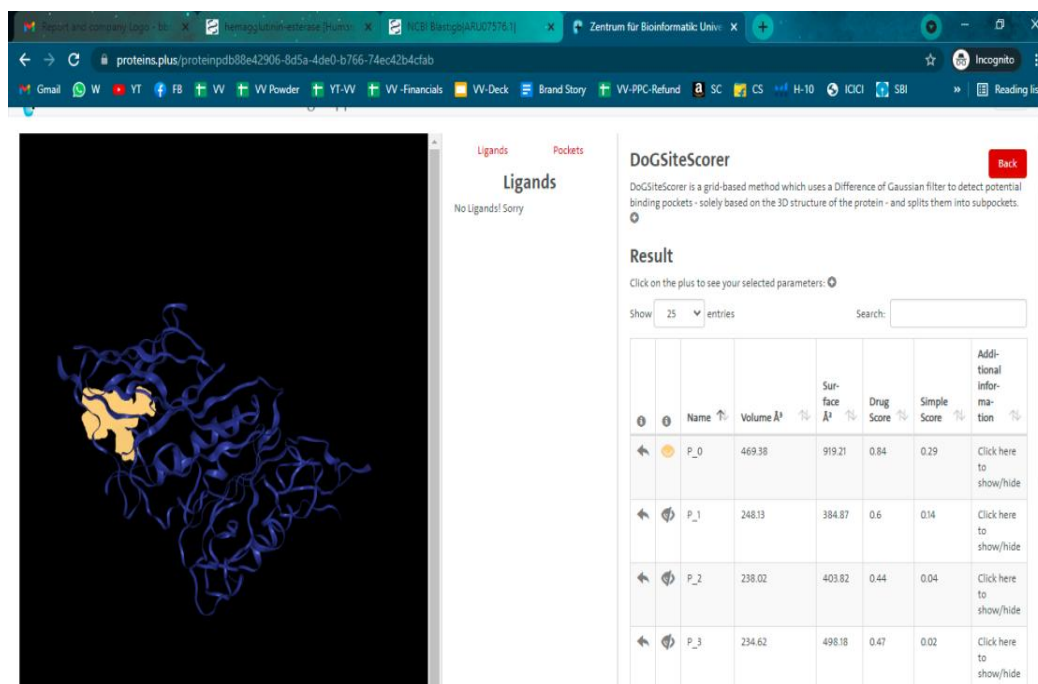 Report and company Logo - bh
hemagglutinin-esterase [Human
NCBI Blast:gb|ARU07576.1|
Zentrum für Bioinformatik: Unive
proteins.plus/proteinpdb88e42906-8d5a-4de0-b766-74ec42b4cfab
Incognito
Gmail W YT FB VV VV Powder YT-VV VV -Financials VV-Deck Brand Story VV-PPC-Refund SC CS H-10 ICICI SBI » Reading lis
Ligands Pockets
Ligands
No Ligands! Sorry
DoGSiteScorer
Back
DoGSiteScorer is a grid-based method which uses a Difference of Gaussian filter to detect potential
binding pockets - solely based on the 3D structure of the protein - and splits them into subpockets.
Result
Click on the plus to see your selected parameters:
Show 25 entries Search:
Name Volume Å³ Sur-
face
Å² Drug
Score Simple
Score Addi-
tional
infor-
ma-
tion
P_0 469.38 919.21 0.84 0.29 Click here
to
show/hide
P_1 248.13 384.87 0.6 0.14 Click here
to
show/hide
P_2 238.02 403.82 0.44 0.04 Click here
to
show/hide
P_3 234.62 498.18 0.47 0.02 Click here
to
show/hide